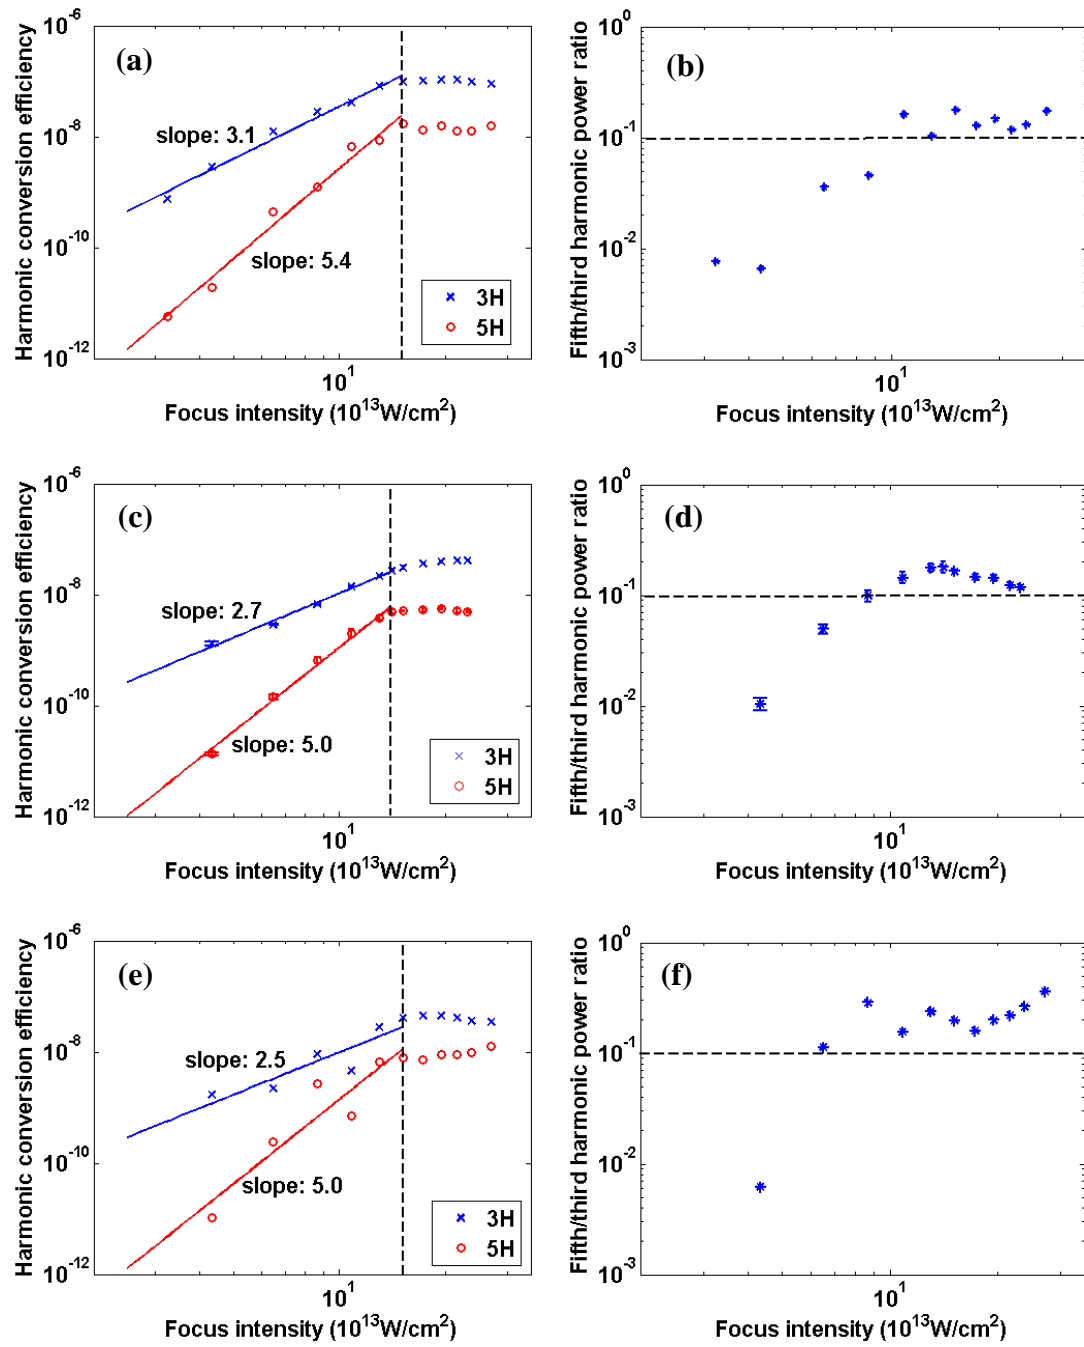 (a)
Harmonic conversion efficiency
10^-6
10^-8
10^-10
10^-12
slope: 3.1
slope: 5.4
3H
5H
10^1
Focus intensity (10^13W/cm^2)
(b)
Fifth/third harmonic power ratio
10^0
10^-1
10^-2
10^-3
10^1
Focus intensity (10^13W/cm^2)
(c)
Harmonic conversion efficiency
10^-6
10^-8
10^-10
10^-12
slope: 2.7
slope: 5.0
3H
5H
10^1
Focus intensity (10^13W/cm^2)
(d)
Fifth/third harmonic power ratio
10^0
10^-1
10^-2
10^-3
10^1
Focus intensity (10^13W/cm^2)
(e)
Harmonic conversion efficiency
10^-6
10^-8
10^-10
10^-12
slope: 2.5
slope: 5.0
3H
5H
10^1
Focus intensity (10^13W/cm^2)
(f)
Fifth/third harmonic power ratio
10^0
10^-1
10^-2
10^-3
10^1
Focus intensity (10^13W/cm^2)